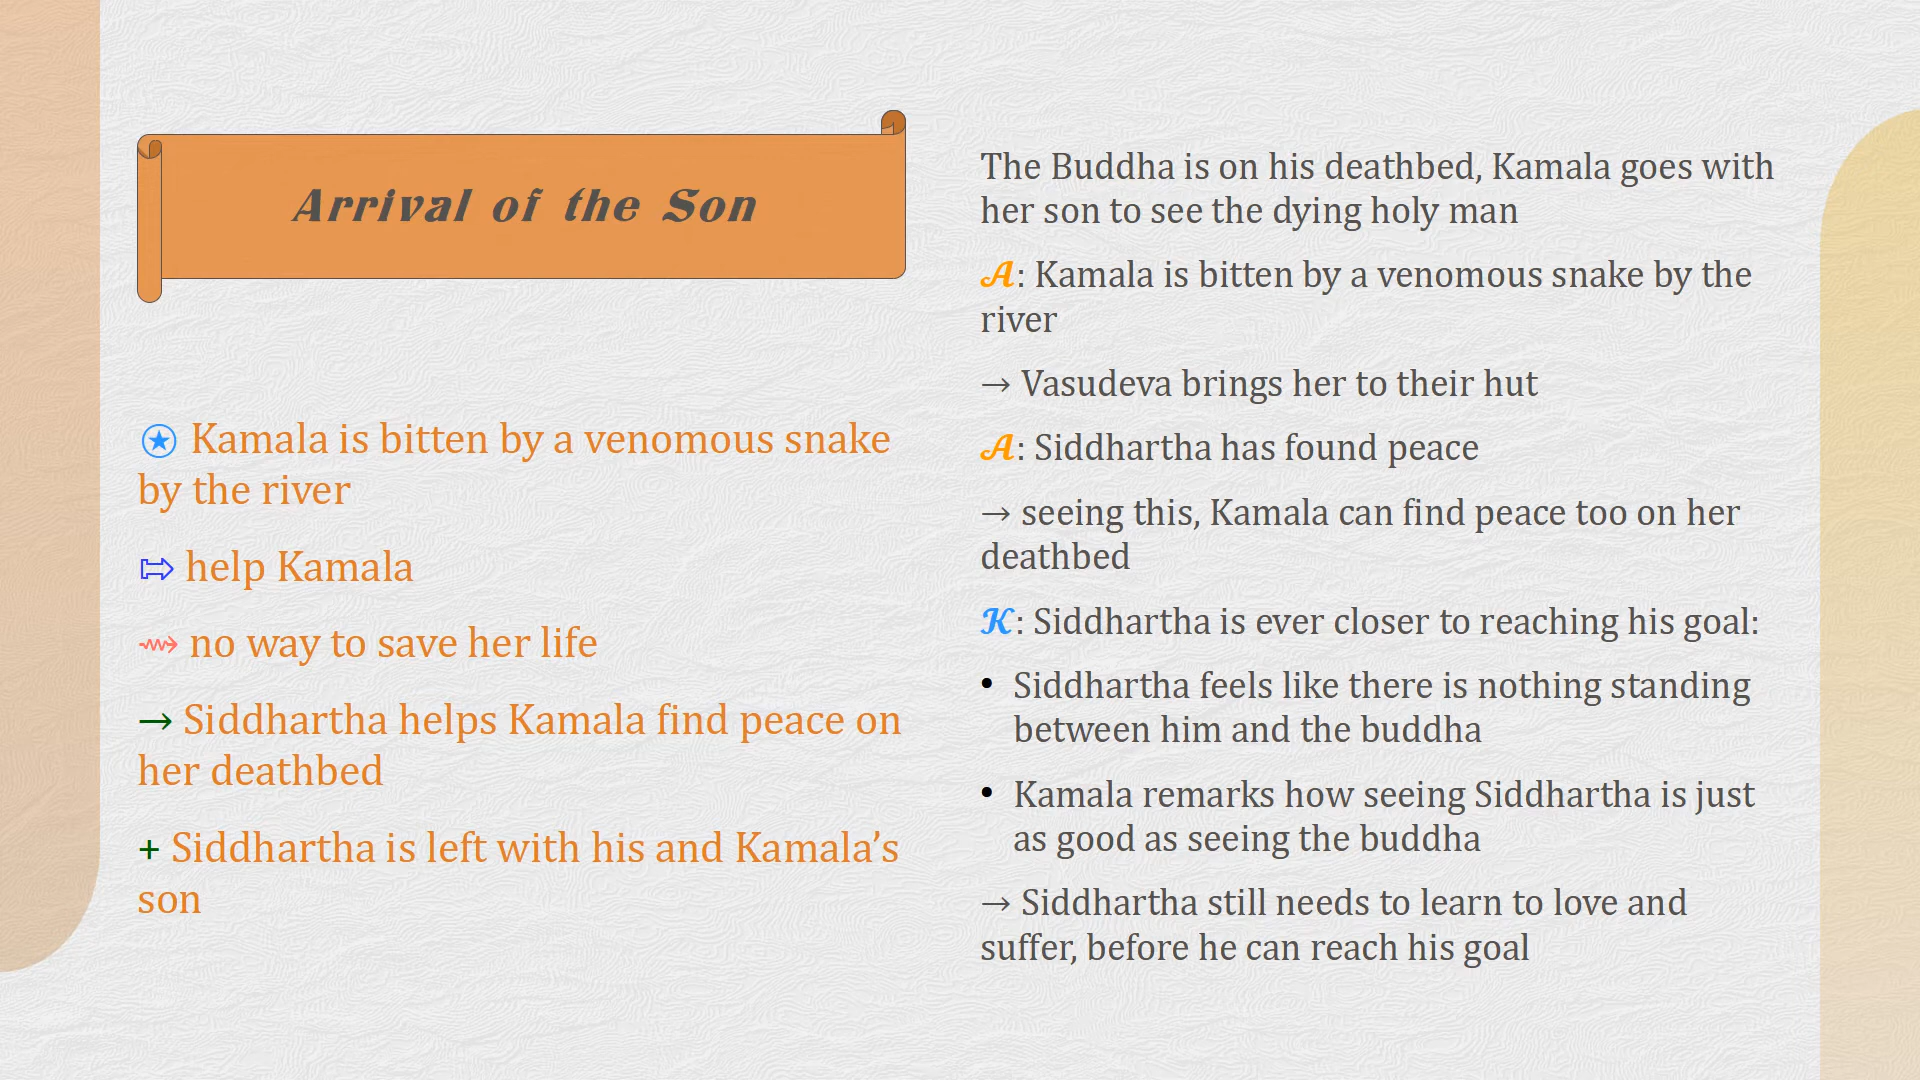 Arrival of the Son
⍟ Kamala is bitten by a venomous snake
by the river
⇰ help Kamala
⇝ no way to save her life
→ Siddhartha helps Kamala find peace on
her deathbed
+ Siddhartha is left with his and Kamala’s
son
The Buddha is on his deathbed, Kamala goes with
her son to see the dying holy man
𝓐: Kamala is bitten by a venomous snake by the
river
→ Vasudeva brings her to their hut
𝓐: Siddhartha has found peace
→ seeing this, Kamala can find peace too on her
deathbed
𝓚: Siddhartha is ever closer to reaching his goal:
• Siddhartha feels like there is nothing standing
between him and the buddha
• Kamala remarks how seeing Siddhartha is just
as good as seeing the buddha
→ Siddhartha still needs to learn to love and
suffer, before he can reach his goal